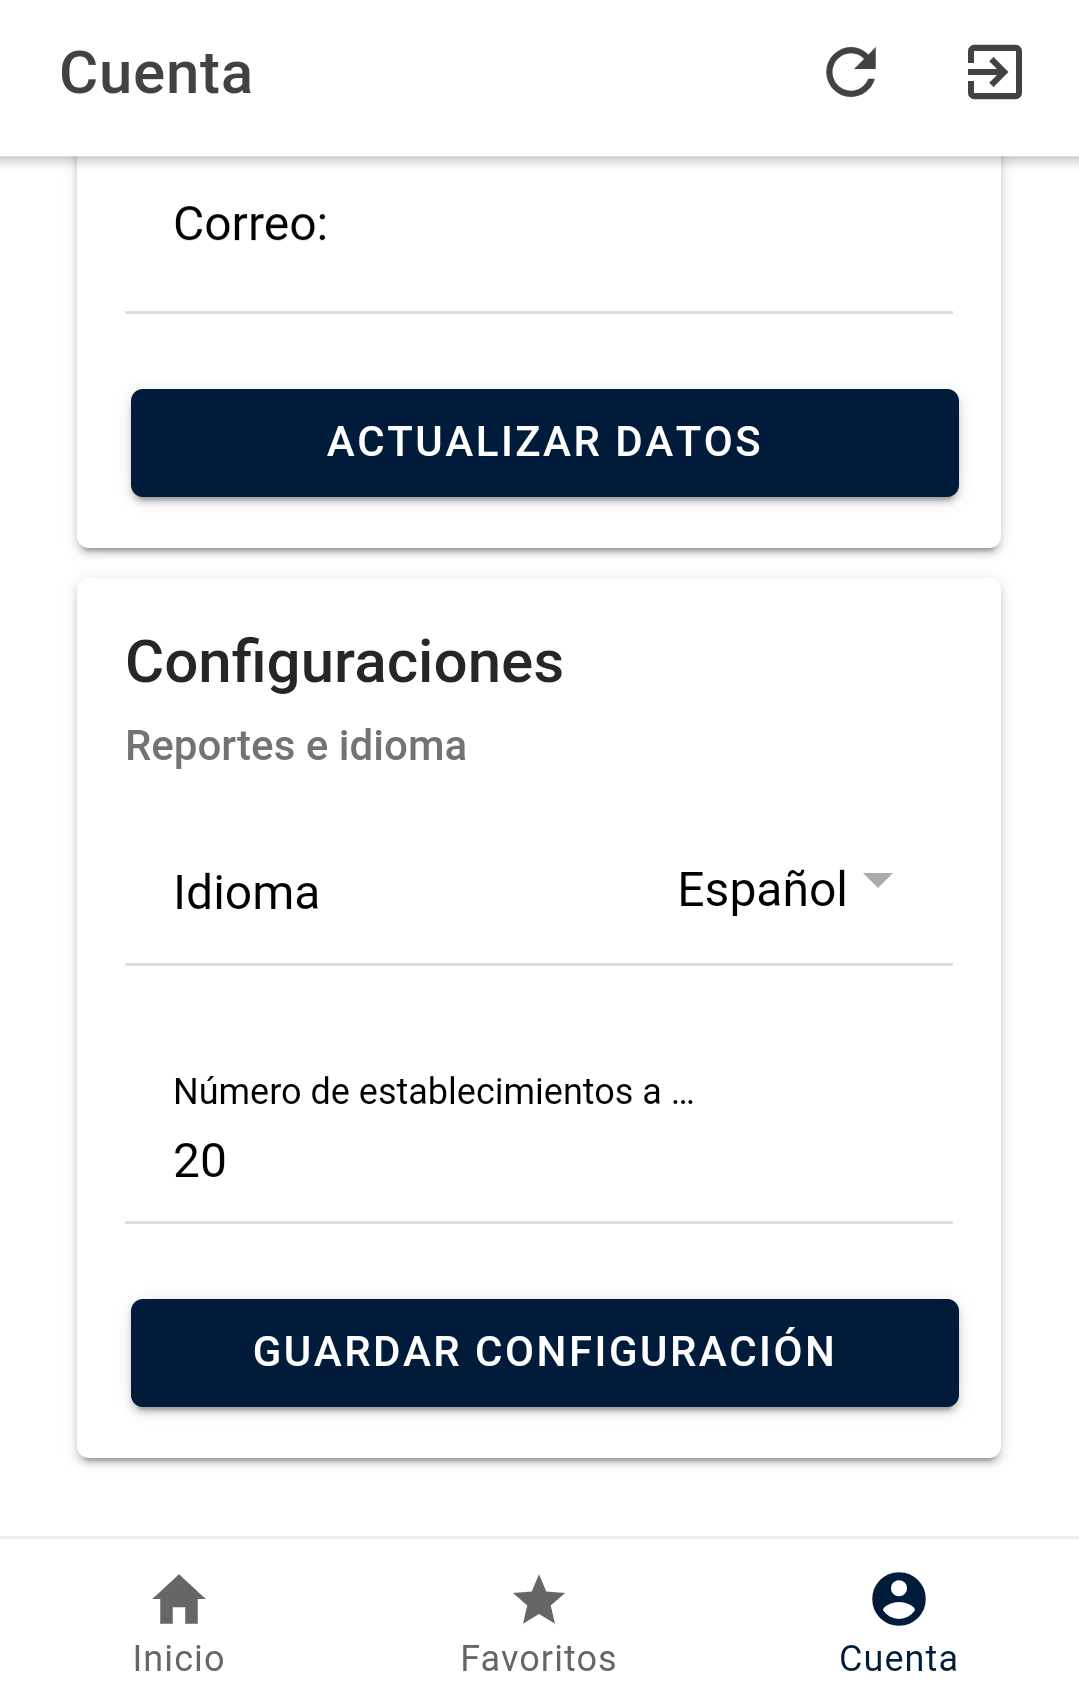 Cuenta
Correo:
ACTUALIZAR DATOS
Configuraciones
Reportes e idioma
Idioma
Español
Número de establecimientos a ...
20
GUARDAR CONFIGURACIÓN
Inicio
Favoritos
Cuenta